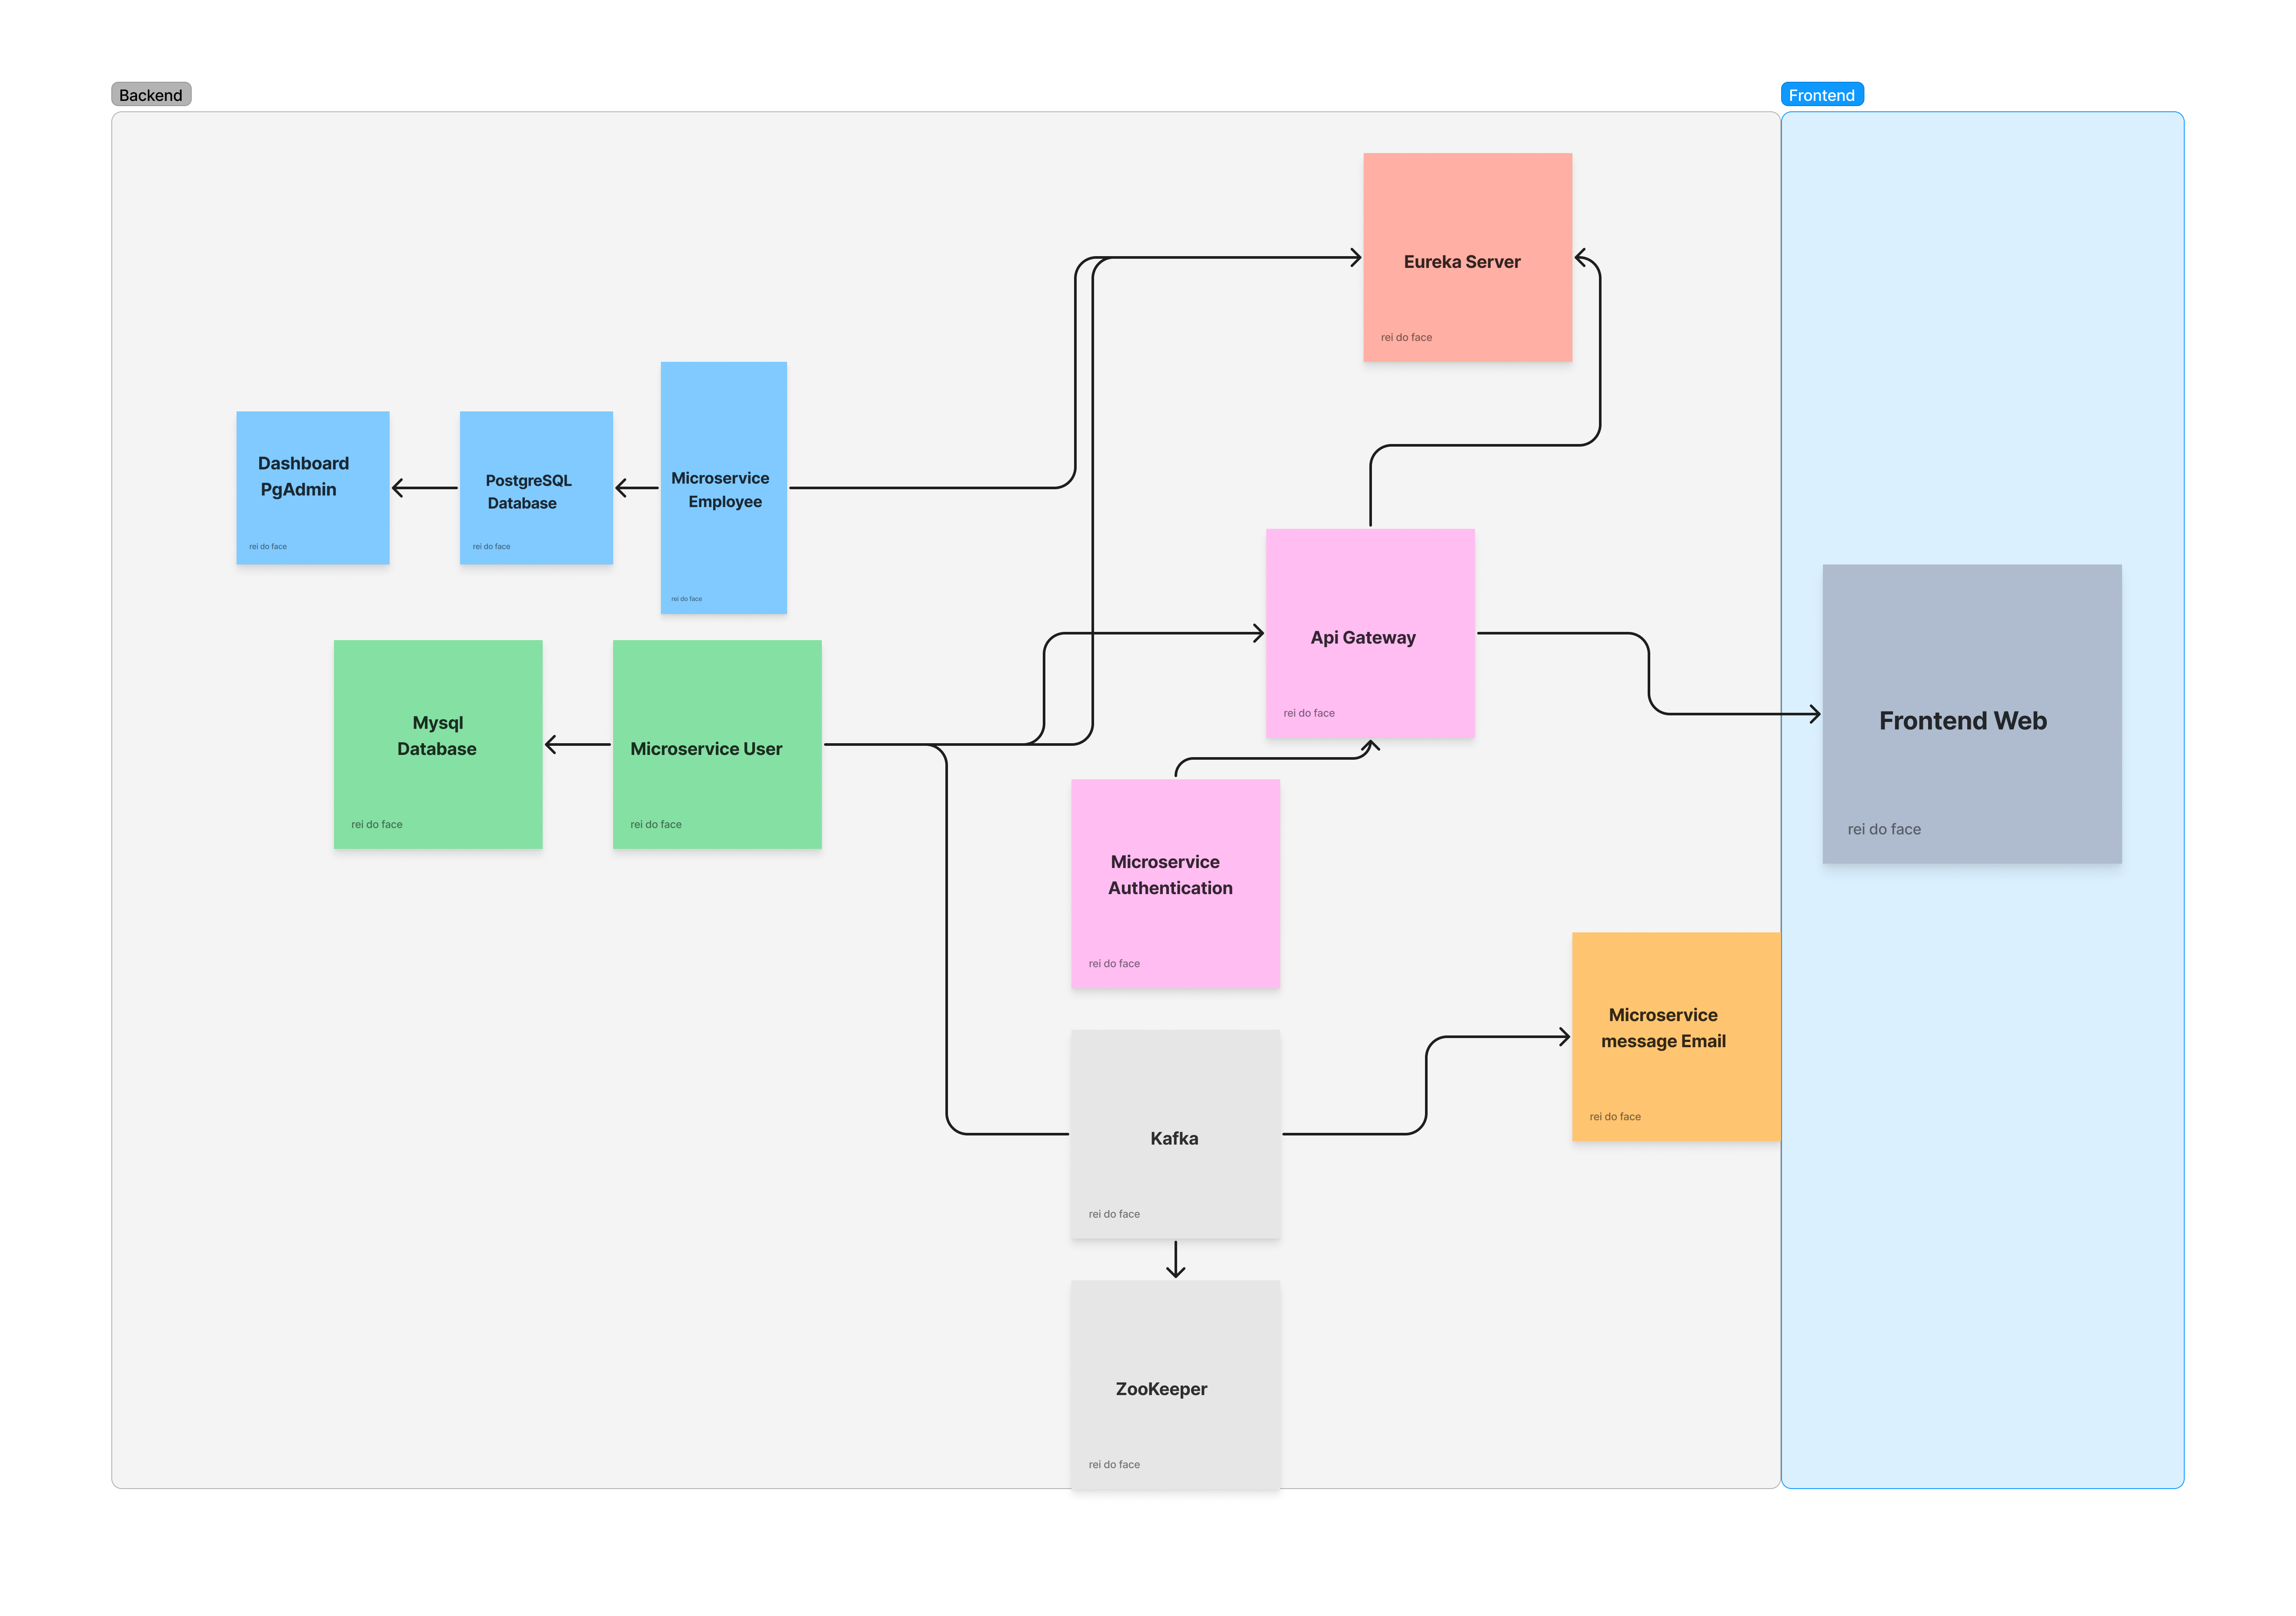 Backend
Frontend
Eureka Server
rei do face
Dashboard
PgAdmin
rei do face
PostgreSQL
Database
rei do face
Microservice
Employee
rei do face
Api Gateway
rei do face
Frontend Web
rei do face
Mysql
Database
rei do face
Microservice User
rei do face
Microservice
Authentication
rei do face
Microservice
message Email
rei do face
Kafka
rei do face
ZooKeeper
rei do face